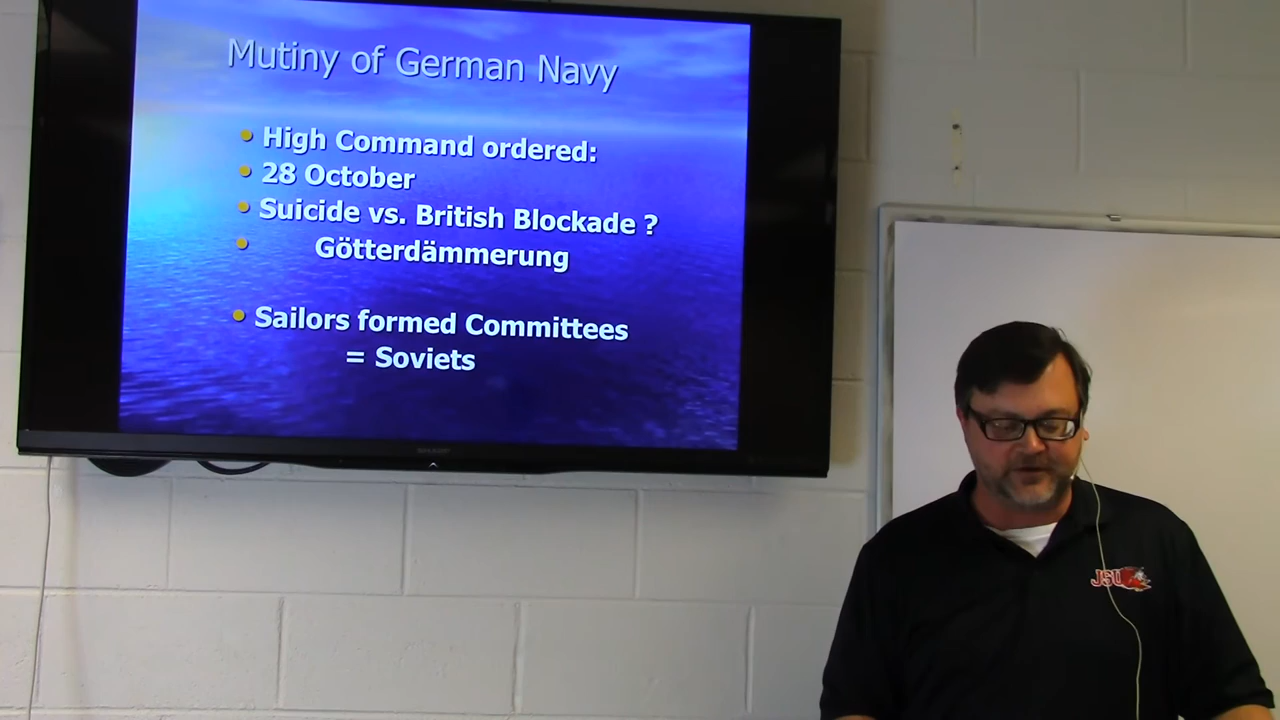 Mutiny of German Navy
High Command ordered:
28 October
Suicide vs. British Blockade ?
Götterdämmerung
Sailors formed Committees
= Soviets
SHARP
JSU